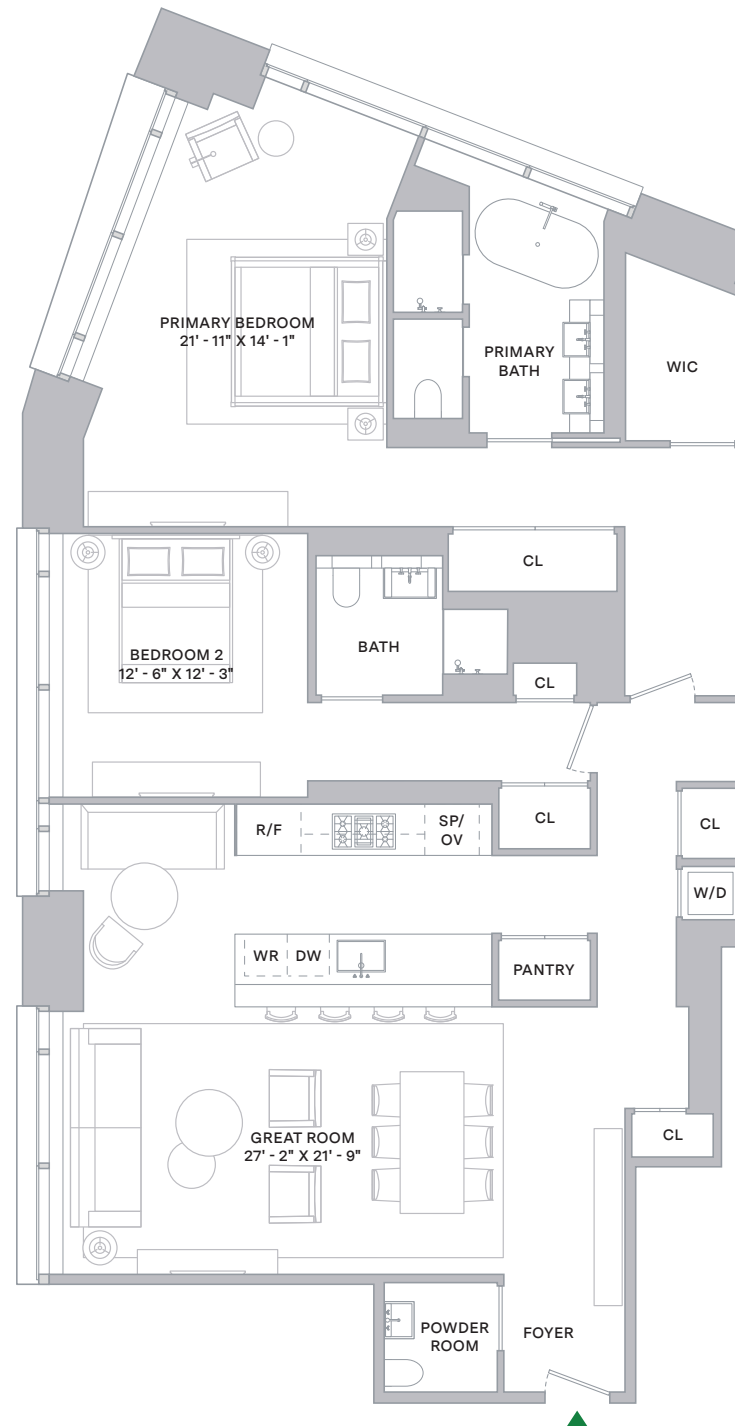 PRIMARY BEDROOM
21' - 11" X 14' - 1"
PRIMARY
BATH
WIC
CL
BATH
BEDROOM 2
12' - 6" X 12' - 3"
CL
CL
CL
R/F
SP/
OV
W/D
WR
DW
PANTRY
GREAT ROOM
27' - 2" X 21' - 9"
CL
POWDER
ROOM
FOYER